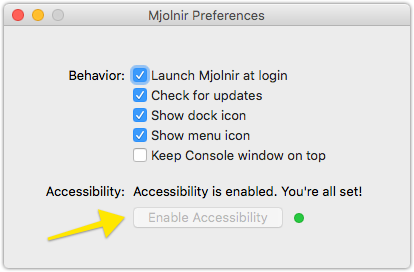 Mjolnir Preferences
Behavior: Launch Mjolnir at login
Check for updates
Show dock icon
Show menu icon
Keep Console window on top
Accessibility: Accessibility is enabled. You're all set!
Enable Accessibility